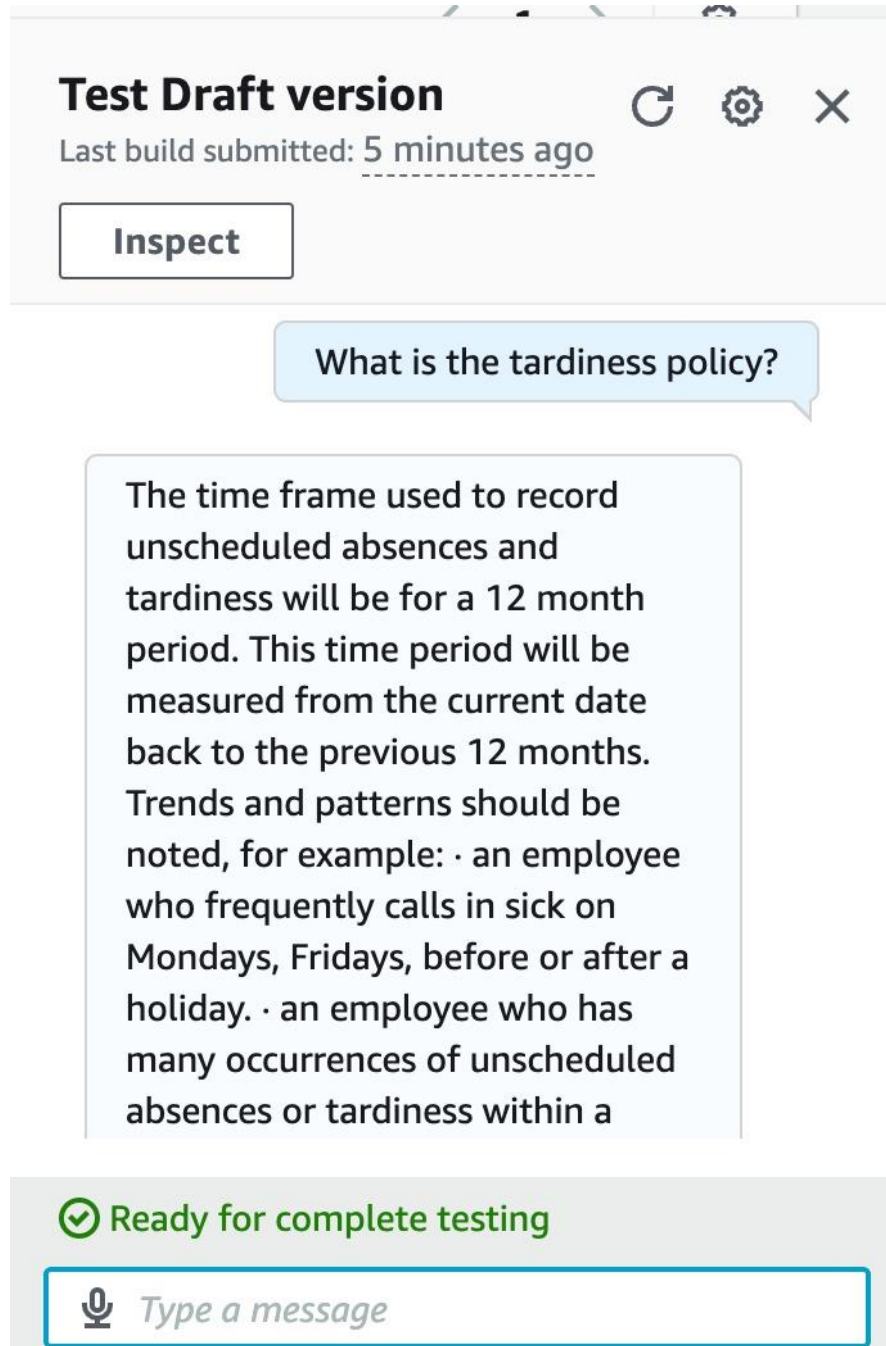 Test Draft version
Last build submitted: 5 minutes ago
Inspect
What is the tardiness policy?
The time frame used to record
unscheduled absences and
tardiness will be for a 12 month
period. This time period will be
measured from the current date
back to the previous 12 months.
Trends and patterns should be
noted, for example: · an employee
who frequently calls in sick on
Mondays, Fridays, before or after a
holiday. · an employee who has
many occurrences of unscheduled
absences or tardiness within a
Ready for complete testing
Type a message